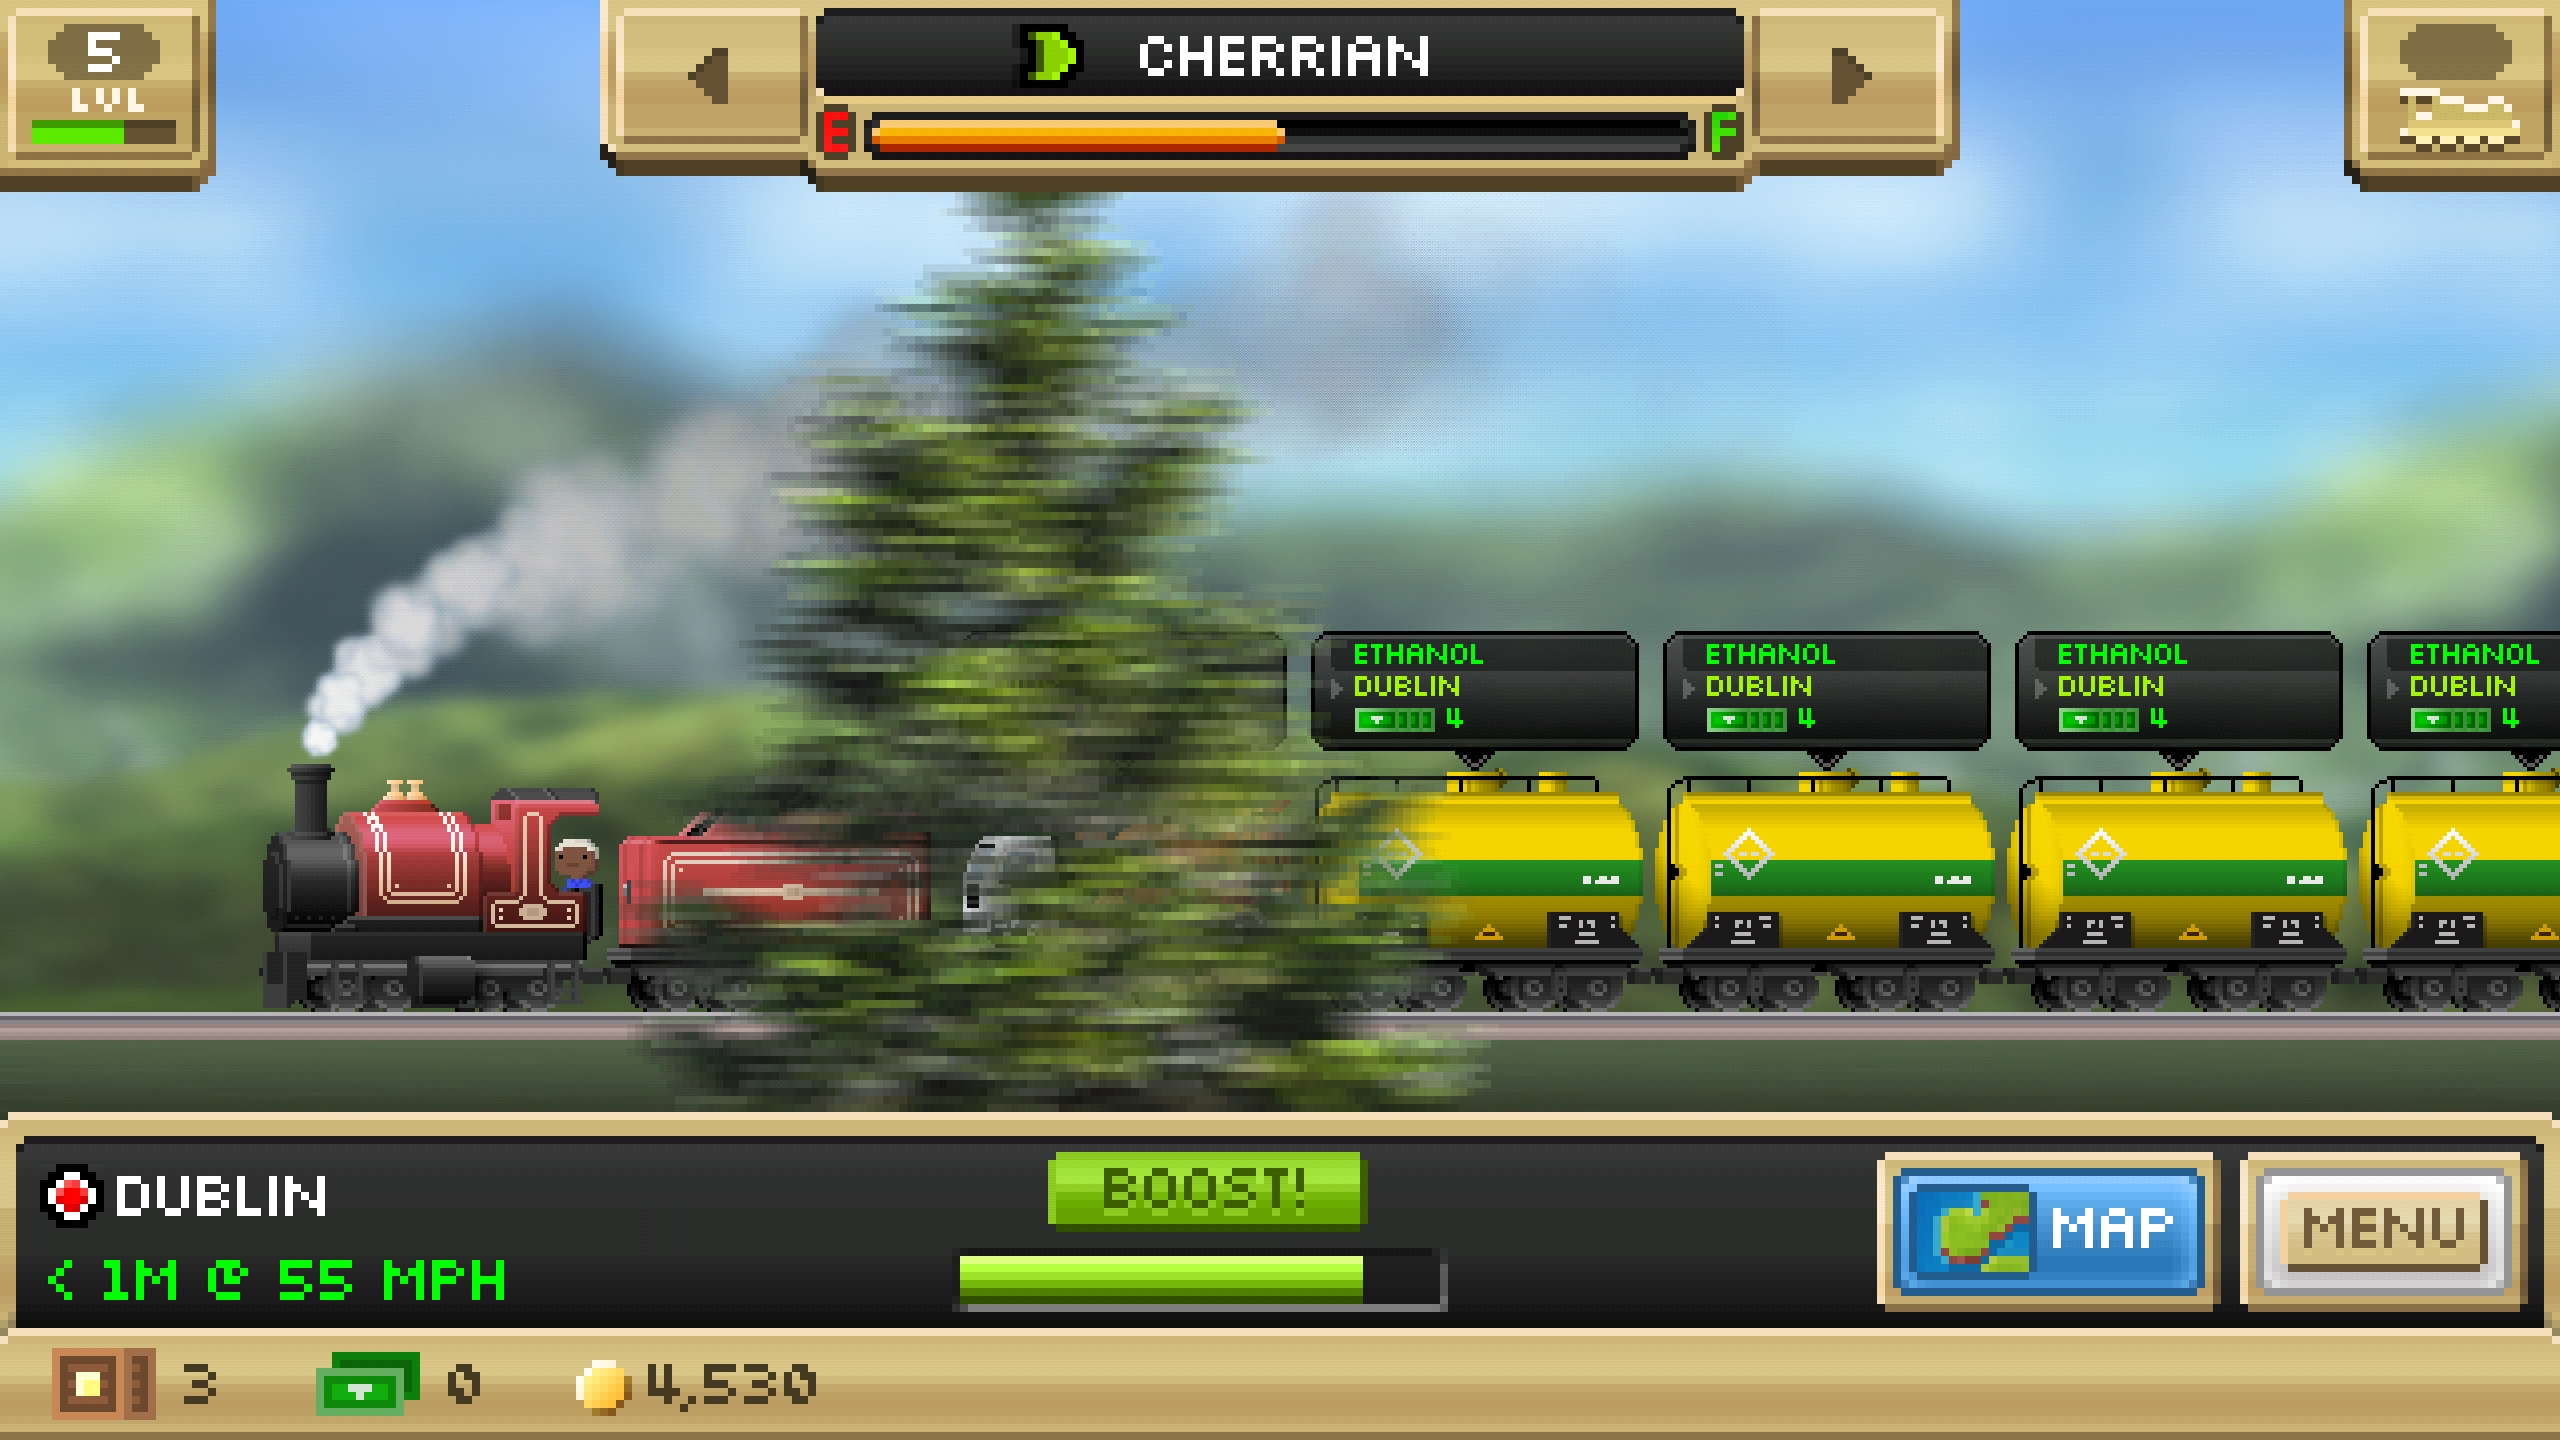 5
LVL
CHERRIAN
E
F
ETHANOL
DUBLIN
4
ETHANOL
DUBLIN
4
ETHANOL
DUBLIN
4
ETHANOL
DUBLIN
4
DUBLIN
< 1M @ 55 MPH
BOOST!
MAP
MENU
3
0
4,530